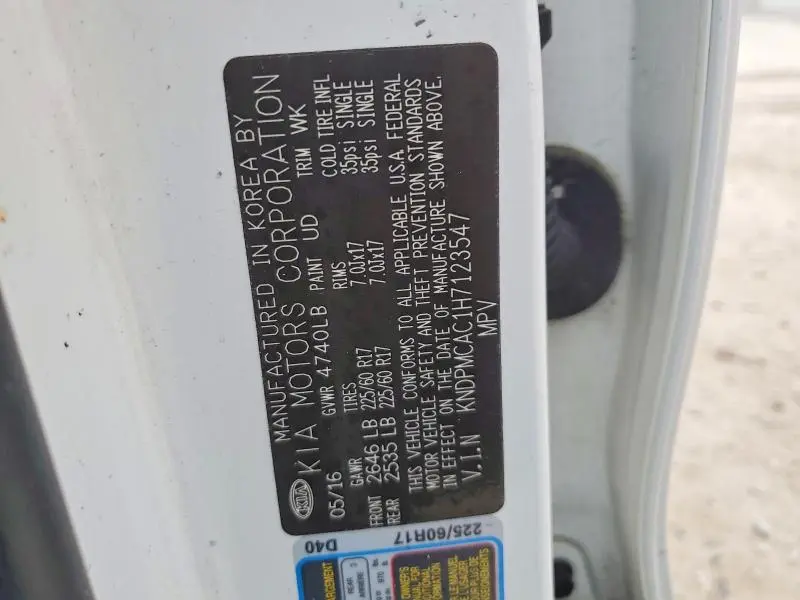 MANUFACTURED IN KOREA BY
KIA KIA MOTORS CORPORATION
05/16 GVWR 4740LB PAINT UD TRIM WK
GAWR TIRES RIMS COLD TIRE INFL
FRONT 2646 LB 225/60 R17 7.0Jx17 35psi SINGLE
REAR 2535 LB 225/60 R17 7.0Jx17 35psi SINGLE
THIS VEHICLE CONFORMS TO ALL APPLICABLE U.S.A. FEDERAL
MOTOR VEHICLE SAFETY AND THEFT PREVENTION STANDARDS
IN EFFECT ON THE DATE OF MANUFACTURE SHOWN ABOVE.
V.I.N KNDPMCAC1H7123547
MPV
D40
225/60R17
REAR